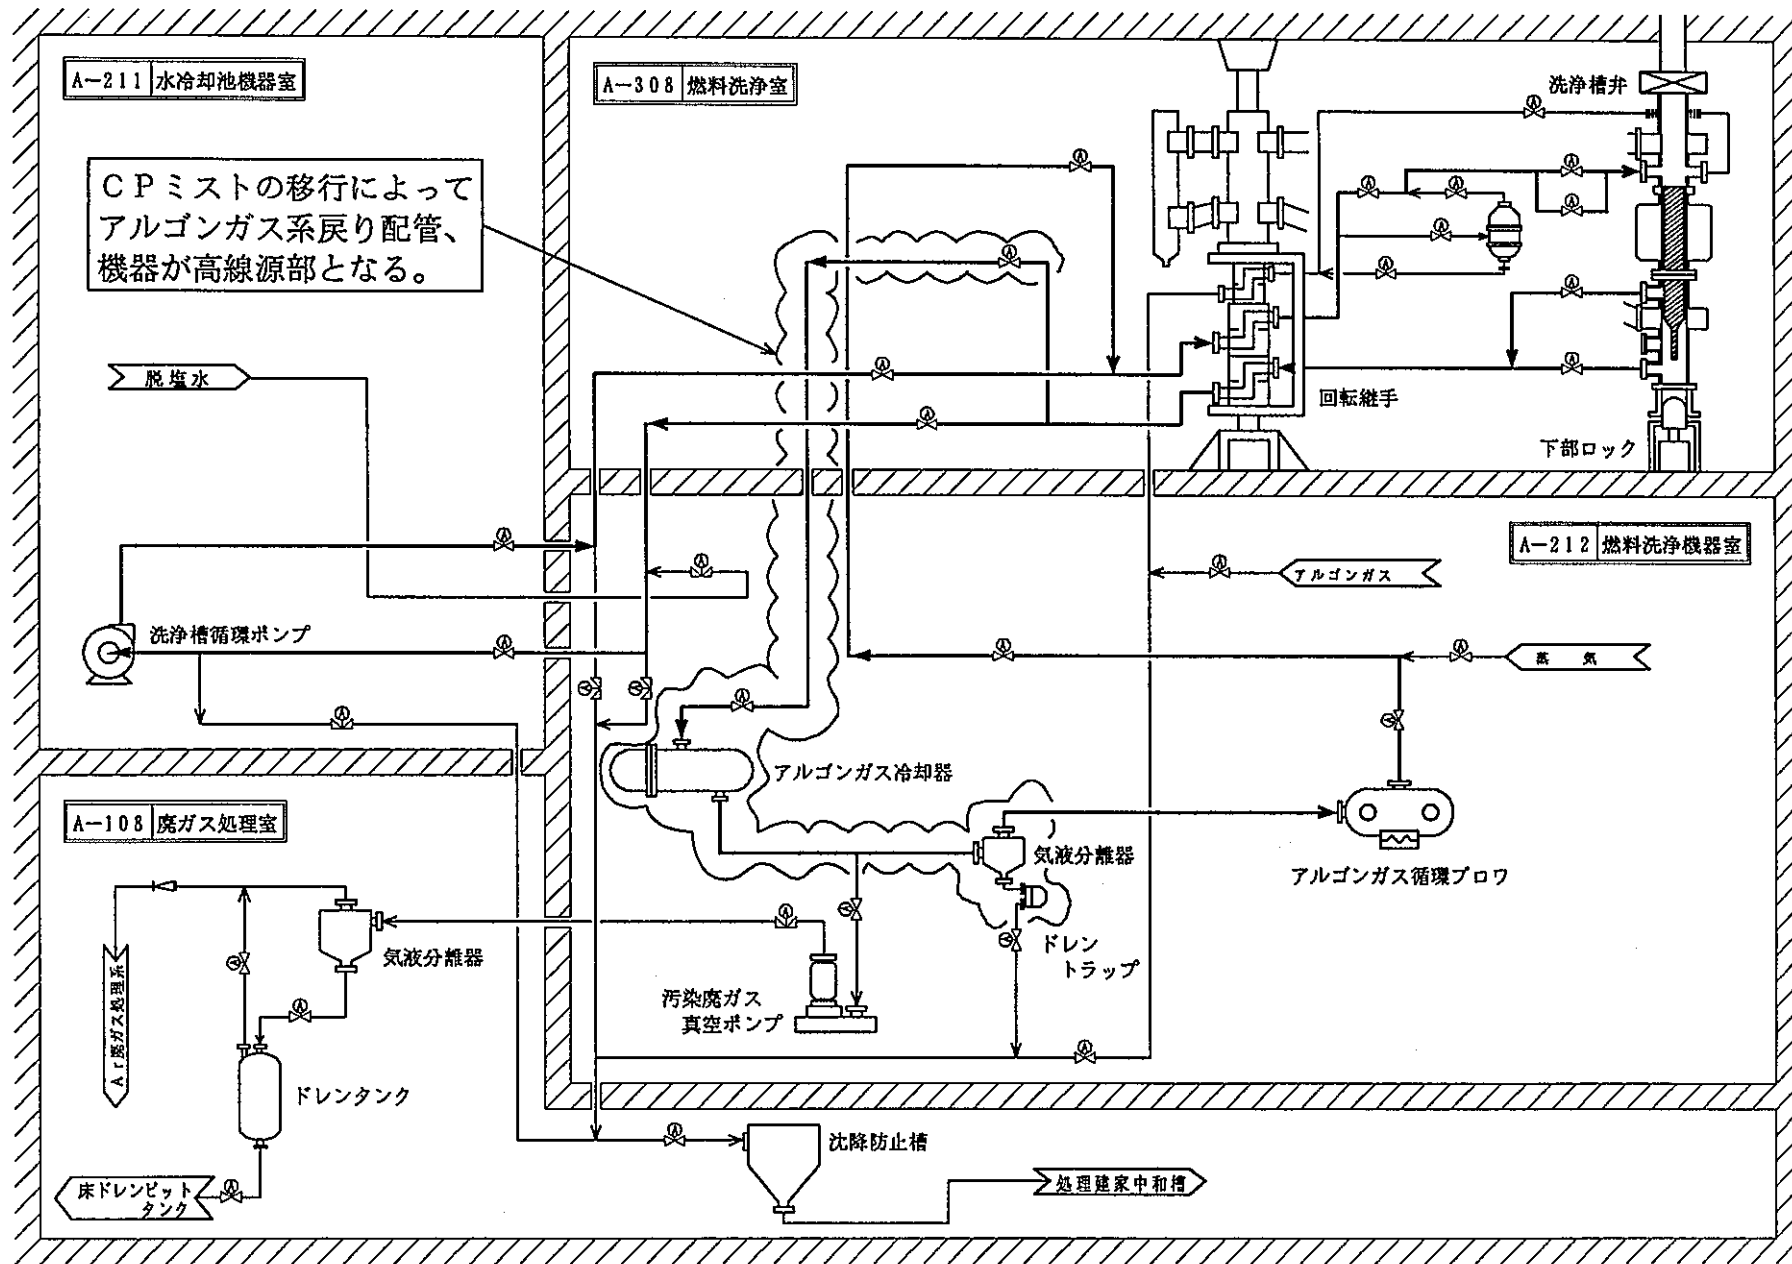 A-211 水冷却池機器室
A-308 燃料洗浄室
洗浄槽弁
CPミストの移行によって
アルゴンガス系戻り配管、
機器が高線源部となる。
脱塩水
回転継手
下部ロック
A-212 燃料洗浄機器室
アルゴンガス
洗浄槽循環ポンプ
蒸気
アルゴンガス冷却器
A-108 廃ガス処理室
気液分離器
アルゴンガス循環ブロワ
気液分離器
ドレン
トラップ
Ar廃ガス処理系
汚染廃ガス
真空ポンプ
ドレンタンク
沈降防止槽
床ドレンピット
タンク
処理建家中和槽